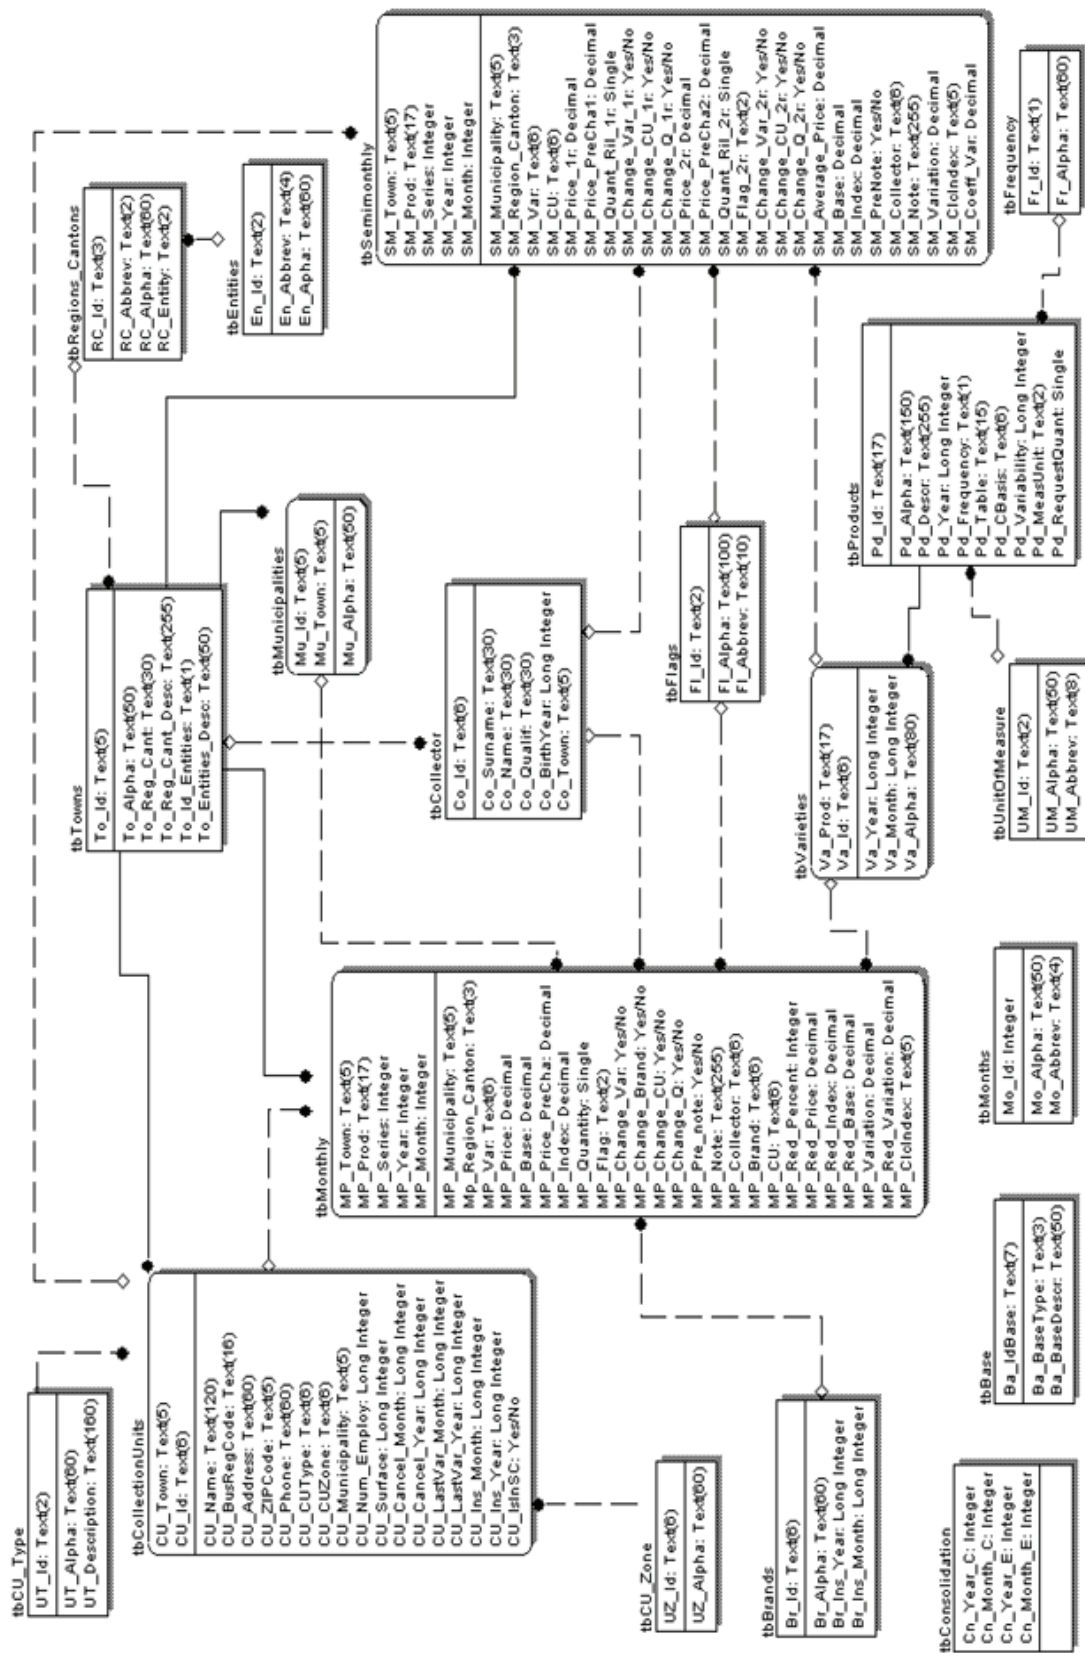 tbCU_Type
UT_Id: Text(2)
UT_Alpha: Text(60)
UT_Description: Text(160)
tbCollectionUnits
CU_Town: Text(5)
CU_Id: Text(6)
CU_Name: Text(120)
CU_BusRegCode: Text(16)
CU_Address: Text(60)
CU_ZIPCode: Text(5)
CU_Phone: Text(60)
CU_CUType: Text(6)
CU_CUZone: Text(6)
CU_Municipality: Text(5)
CU_Num_Employ: Long Integer
CU_Surface: Long Integer
CU_Cancel_Month: Long Integer
CU_Cancel_Year: Long Integer
CU_LastVar_Month: Long Integer
CU_LastVar_Year: Long Integer
CU_Ins_Month: Long Integer
CU_Ins_Year: Long Integer
CU_IsInSC: Yes/No
tbCU_Zone
UZ_Id: Text(6)
UZ_Alpha: Text(60)
tbBrands
Br_Id: Text(6)
Br_Alpha: Text(60)
Br_Ins_Year: Long Integer
Br_Ins_Month: Long Integer
tbConsolidation
Cn_Year_C: Integer
Cn_Month_C: Integer
Cn_Year_E: Integer
Cn_Month_E: Integer
tbMonthly
MP_Town: Text(5)
MP_Prod: Text(17)
MP_Series: Integer
MP_Year: Integer
MP_Month: Integer
MP_Municipality: Text(5)
Mp_Region_Canton: Text(3)
MP_Var: Text(6)
MP_Price: Decimal
MP_Base: Decimal
MP_Price_PreCha: Decimal
MP_Index: Decimal
MP_Quantity: Single
MP_Flag: Text(2)
MP_Change_Var: Yes/No
MP_Change_Brand: Yes/No
MP_Change_CU: Yes/No
MP_Change_Q: Yes/No
MP_Pre_note: Yes/No
MP_Note: Text(255)
MP_Collector: Text(6)
MP_Brand: Text(6)
MP_CU: Text(6)
MP_Red_Percent: Integer
MP_Red_Price: Decimal
MP_Red_Index: Decimal
MP_Red_Base: Decimal
MP_Variation: Decimal
MP_Red_Variation: Decimal
MP_ClcIndex: Text(5)
tbBase
Ba_IdBase: Text(7)
Ba_BaseType: Text(3)
Ba_BaseDescr: Text(50)
tbMonths
Mo_Id: Integer
Mo_Alpha: Text(50)
Mo_Abbrev: Text(4)
tbTowns
To_Id: Text(5)
To_Alpha: Text(50)
To_Reg_Cant: Text(30)
To_Reg_Cant_Desc: Text(255)
To_Id_Entities: Text(1)
To_Entities_Desc: Text(50)
tbMunicipalities
Mu_Id: Text(5)
Mu_Town: Text(5)
Mu_Alpha: Text(50)
tbCollector
Co_Id: Text(6)
Co_Surname: Text(30)
Co_Name: Text(30)
Co_Qualif: Text(30)
Co_BirthYear: Long Integer
Co_Town: Text(5)
tbFlags
Fl_Id: Text(2)
Fl_Alpha: Text(100)
Fl_Abbrev: Text(10)
tbVarieties
Va_Prod: Text(17)
Va_Id: Text(6)
Va_Year: Long Integer
Va_Month: Long Integer
Va_Alpha: Text(80)
tbProducts
Pd_Id: Text(17)
Pd_Alpha: Text(150)
Pd_Descr: Text(255)
Pd_Year: Long Integer
Pd_Frequency: Text(1)
Pd_Table: Text(15)
Pd_CBasis: Text(6)
Pd_Variability: Long Integer
Pd_MeasUnit: Text(2)
Pd_RequestQuant: Single
tbUnitOfMeasure
UM_Id: Text(2)
UM_Alpha: Text(50)
UM_Abbrev: Text(8)
tbRegions_Cantons
RC_Id: Text(3)
RC_Abbrev: Text(2)
RC_Alpha: Text(60)
RC_Entity: Text(2)
tbEntities
En_Id: Text(2)
En_Abbrev: Text(4)
En_Apha: Text(60)
tbSemimonthly
SM_Town: Text(5)
SM_Prod: Text(17)
SM_Series: Integer
SM_Year: Integer
SM_Month: Integer
SM_Municipality: Text(5)
SM_Region_Canton: Text(3)
SM_Var: Text(6)
SM_CU: Text(6)
SM_Price_1r: Decimal
SM_Price_PreCha1: Decimal
SM_Quant_Ril_1r: Single
SM_Change_Var_1r: Yes/No
SM_Change_CU_1r: Yes/No
SM_Change_Q_1r: Yes/No
SM_Price_2r: Decimal
SM_Price_PreCha2: Decimal
SM_Quant_Ril_2r: Single
SM_Flag_2r: Text(2)
SM_Change_Var_2r: Yes/No
SM_Change_CU_2r: Yes/No
SM_Change_Q_2r: Yes/No
SM_Average_Price: Decimal
SM_Base: Decimal
SM_Index: Decimal
SM_PreNote: Yes/No
SM_Collector: Text(6)
SM_Note: Text(255)
SM_Variation: Decimal
SM_ClcIndex: Text(5)
SM_Coeff_Var: Decimal
tbFrequency
Fr_Id: Text(1)
Fr_Alpha: Text(60)